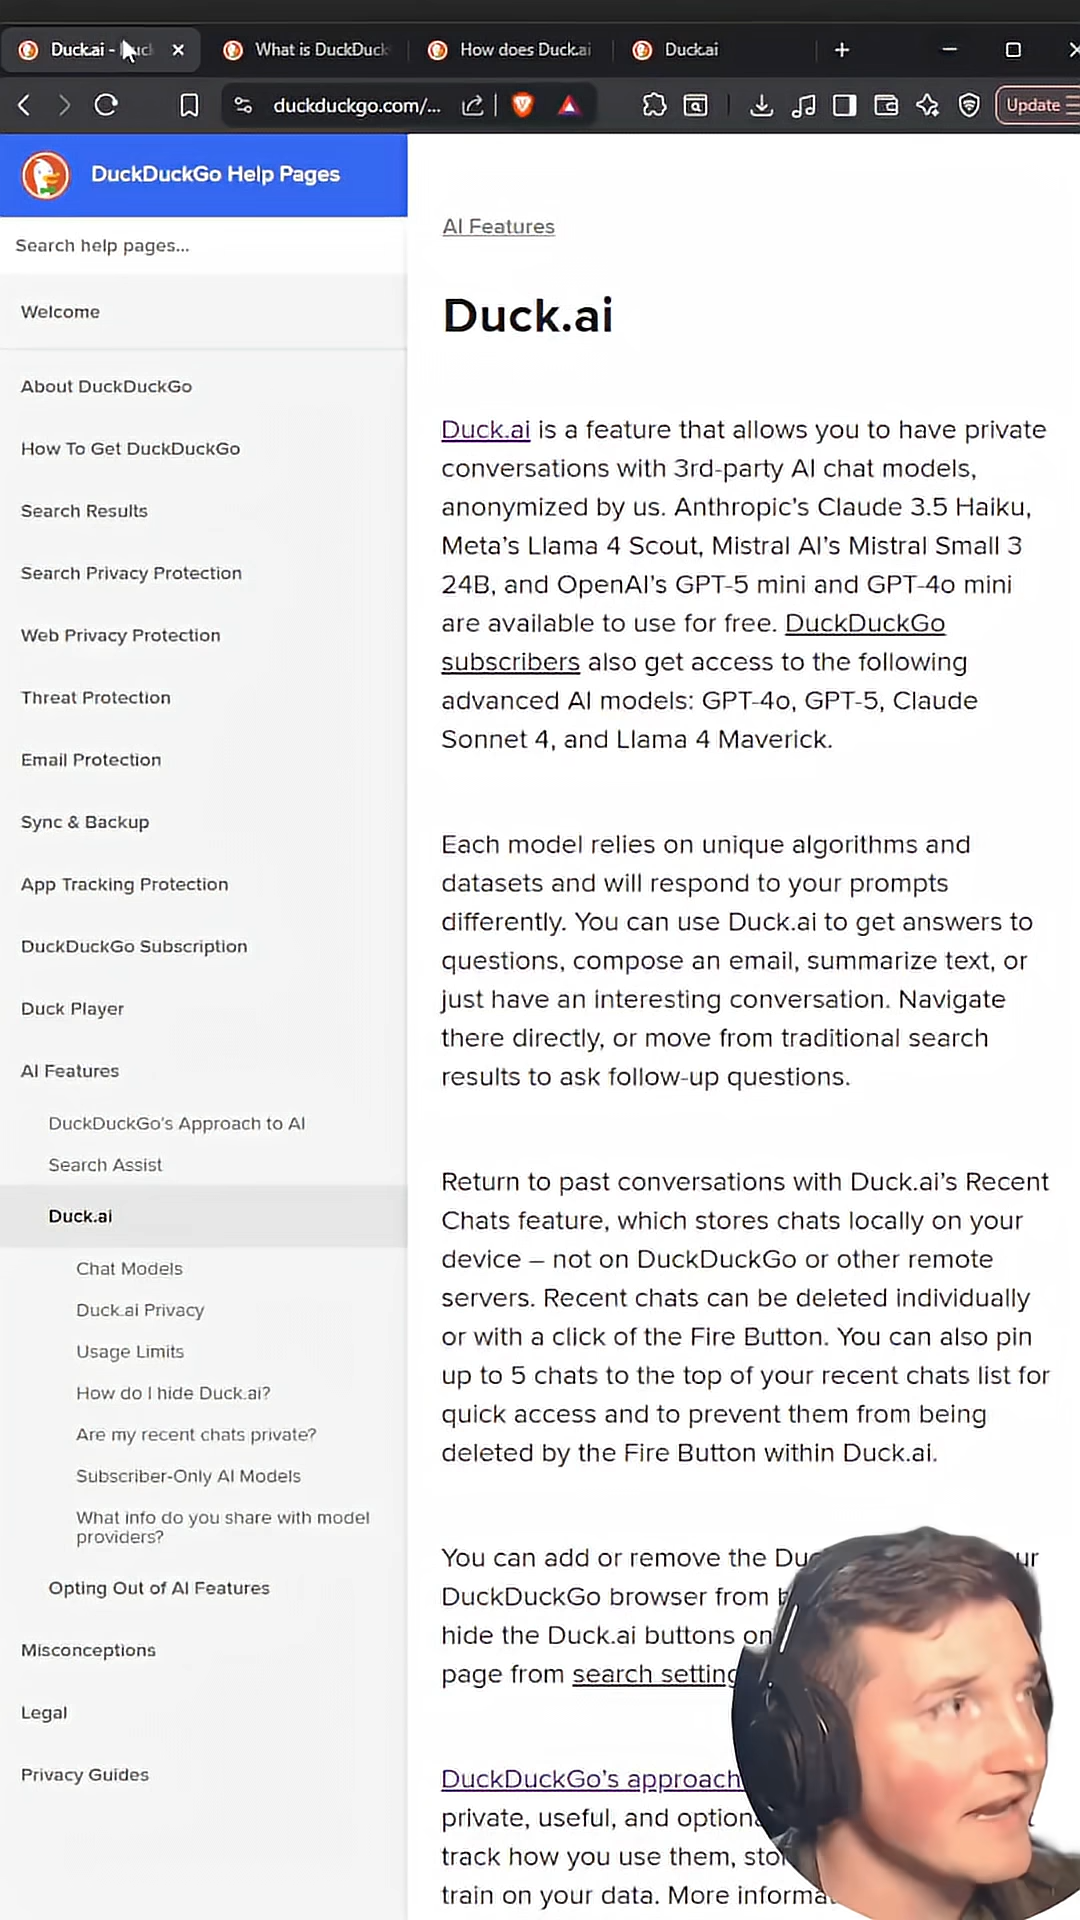 Duck.ai -
What is DuckDuck
How does Duck.ai
Duck.ai
duckduckgo.com/...
Update
DuckDuckGo Help Pages
Search help pages...
Welcome
About DuckDuckGo
How To Get DuckDuckGo
Search Results
Search Privacy Protection
Web Privacy Protection
Threat Protection
Email Protection
Sync & Backup
App Tracking Protection
DuckDuckGo Subscription
Duck Player
AI Features
DuckDuckGo's Approach to AI
Search Assist
Duck.ai
Chat Models
Duck.ai Privacy
Usage Limits
How do I hide Duck.ai?
Are my recent chats private?
Subscriber-Only AI Models
What info do you share with model
providers?
Opting Out of AI Features
Misconceptions
Legal
Privacy Guides
AI Features
Duck.ai
Duck.ai is a feature that allows you to have private
conversations with 3rd-party AI chat models,
anonymized by us. Anthropic's Claude 3.5 Haiku,
Meta's Llama 4 Scout, Mistral AI's Mistral Small 3
24B, and OpenAI's GPT-5 mini and GPT-4o mini
are available to use for free. DuckDuckGo
subscribers also get access to the following
advanced AI models: GPT-4o, GPT-5, Claude
Sonnet 4, and Llama 4 Maverick.
Each model relies on unique algorithms and
datasets and will respond to your prompts
differently. You can use Duck.ai to get answers to
questions, compose an email, summarize text, or
just have an interesting conversation. Navigate
there directly, or move from traditional search
results to ask follow-up questions.
Return to past conversations with Duck.ai's Recent
Chats feature, which stores chats locally on your
device – not on DuckDuckGo or other remote
servers. Recent chats can be deleted individually
or with a click of the Fire Button. You can also pin
up to 5 chats to the top of your recent chats list for
quick access and to prevent them from being
deleted by the Fire Button within Duck.ai.
You can add or remove the
DuckDuckGo browser from
hide the Duck.ai buttons on
page from search setting
DuckDuckGo's approach
private, useful, and optiona
track how you use them,
train on your data. More